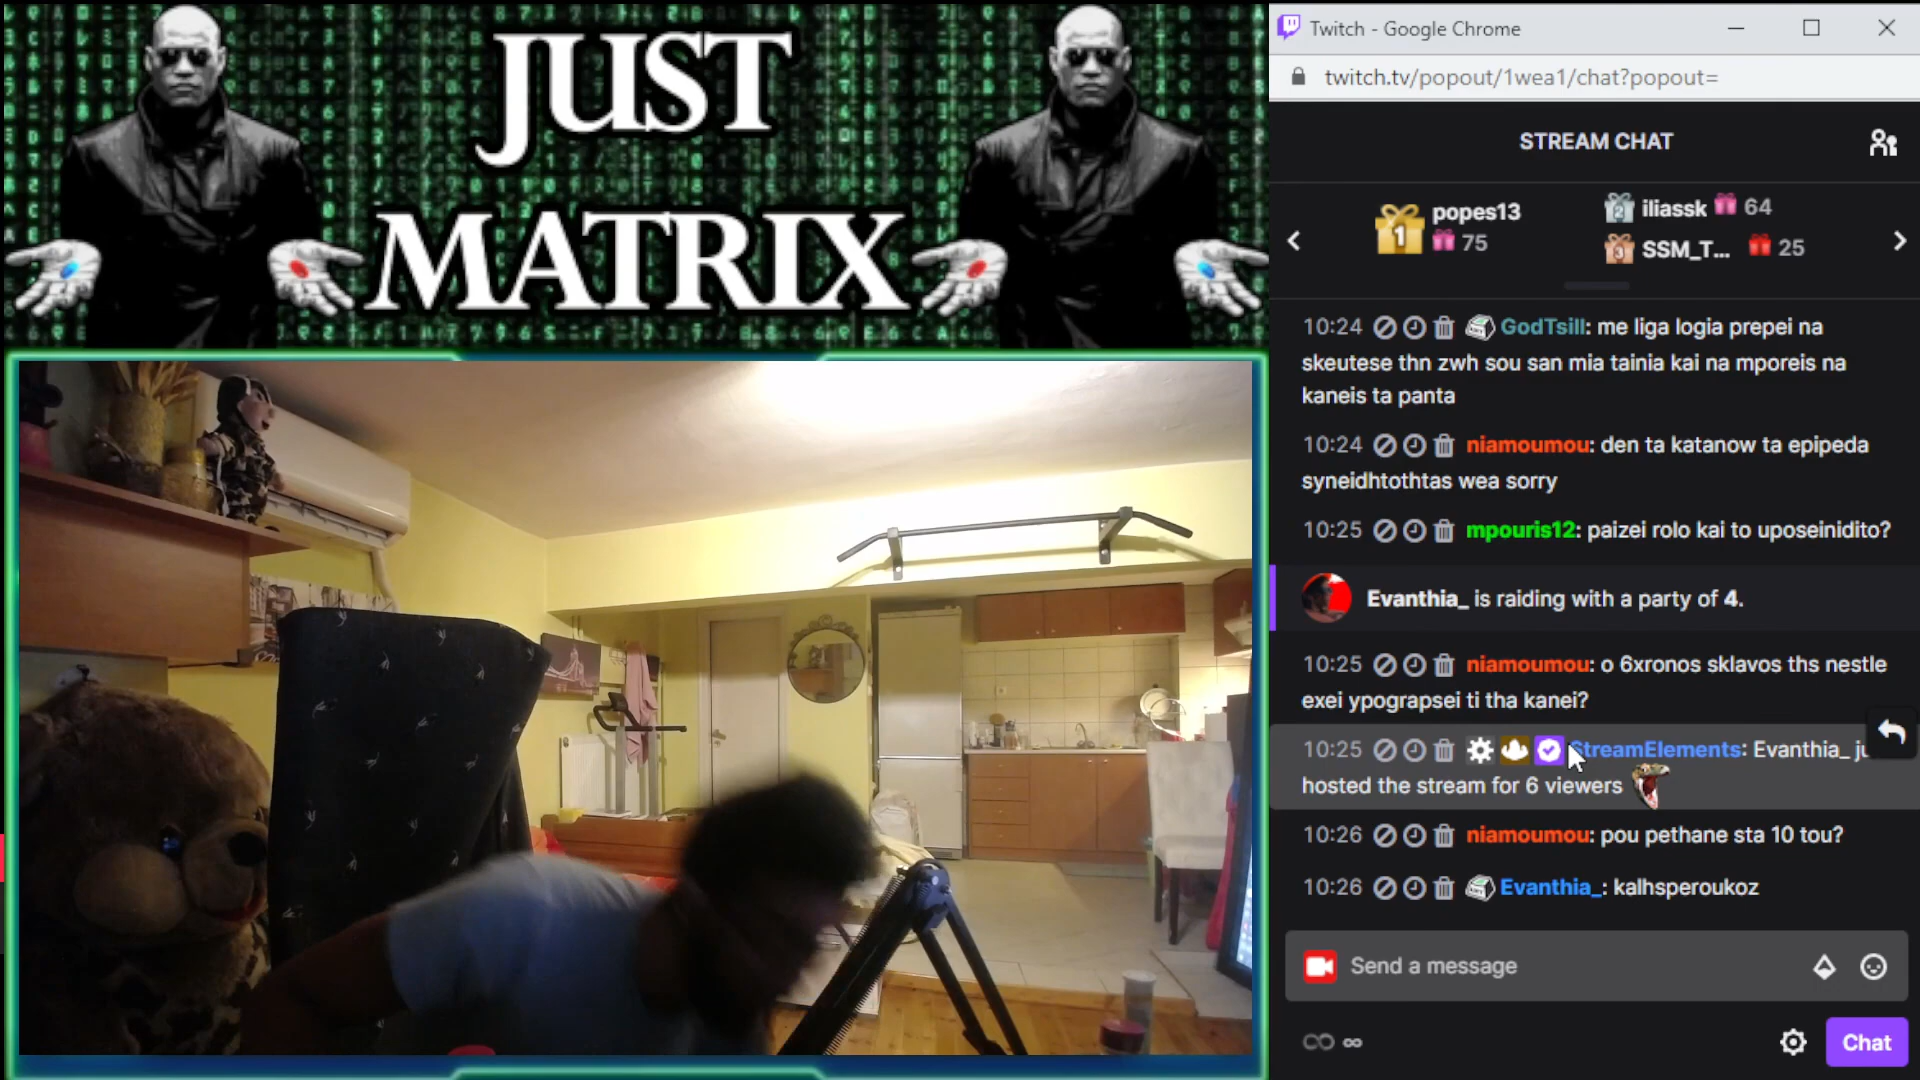 JUST
MATRIX
Twitch - Google Chrome
twitch.tv/popout/1wea1/chat?popout=
STREAM CHAT
1 popes13
75
2 iliassk 64
3 SSM_T... 25
10:24 GodTsill: me liga logia prepei na
skeutese thn zwh sou san mia tainia kai na mporeis na
kaneis ta panta
10:24 niamoumou: den ta katanow ta epipeda
syneidhtothtas wea sorry
10:25 mpouris12: paizei rolo kai to uposeinidito?
Evanthia_ is raiding with a party of 4.
10:25 niamoumou: o 6xronos sklavos ths nestle
exei ypograpsei ti tha kanei?
10:25 StreamElements: Evanthia_ ju
hosted the stream for 6 viewers
10:26 niamoumou: pou pethane sta 10 tou?
10:26 Evanthia_: kalhsperoukoz
Send a message
Chat